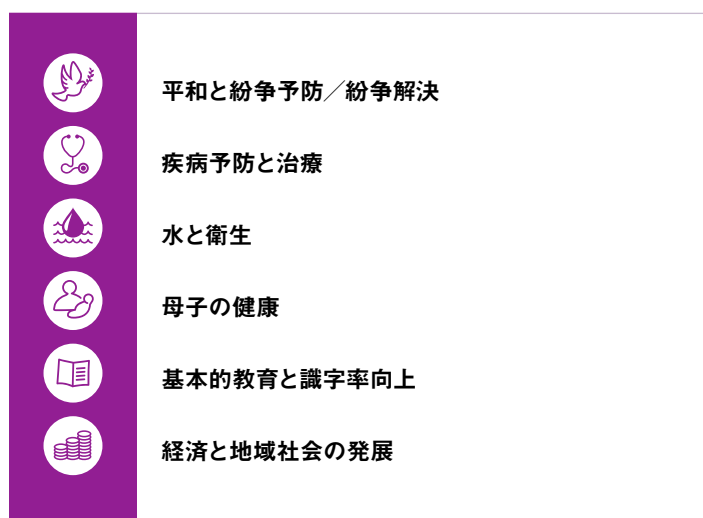 平和と紛争予防／紛争解決
疾病予防と治療
水と衛生
母子の健康
基本的教育と識字率向上
経済と地域社会の発展